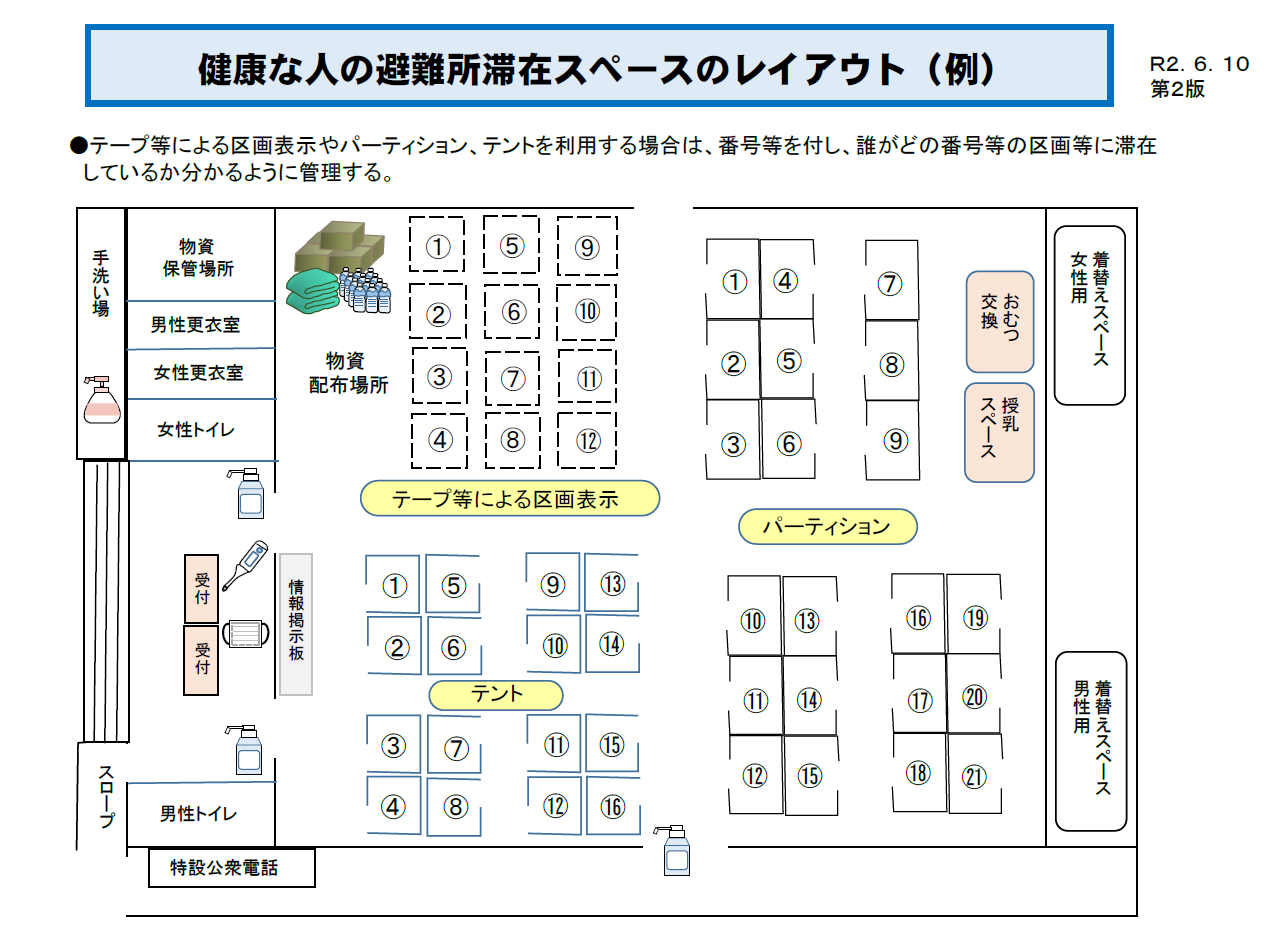 健康な人の避難所滞在スペースのレイアウト（例）
R2．6．10
第2版
●テープ等による区画表示やパーティション、テントを利用する場合は、番号等を付し、誰がどの番号等の区画等に滞在
しているか分かるように管理する。
手洗い場
物資
保管場所
男性更衣室
女性更衣室
女性トイレ
物資
配布場所
① ⑤ ⑨
② ⑥ ⑩
③ ⑦ ⑪
④ ⑧ ⑫
テープ等による区画表示
① ④ ⑦
② ⑤ ⑧
③ ⑥ ⑨
パーティション
おむつ
交換
授乳
スペース
着替えスペース
女性用
受付
受付
情報掲示板
① ⑤ ⑨ ⑬
② ⑥ ⑩ ⑭
テント
③ ⑦ ⑪ ⑮
④ ⑧ ⑫ ⑯
⑩ ⑬ ⑯ ⑲
⑪ ⑭ ⑰ ⑳
⑫ ⑮ ⑱ ㉑
着替えスペース
男性用
スロープ
男性トイレ
特設公衆電話